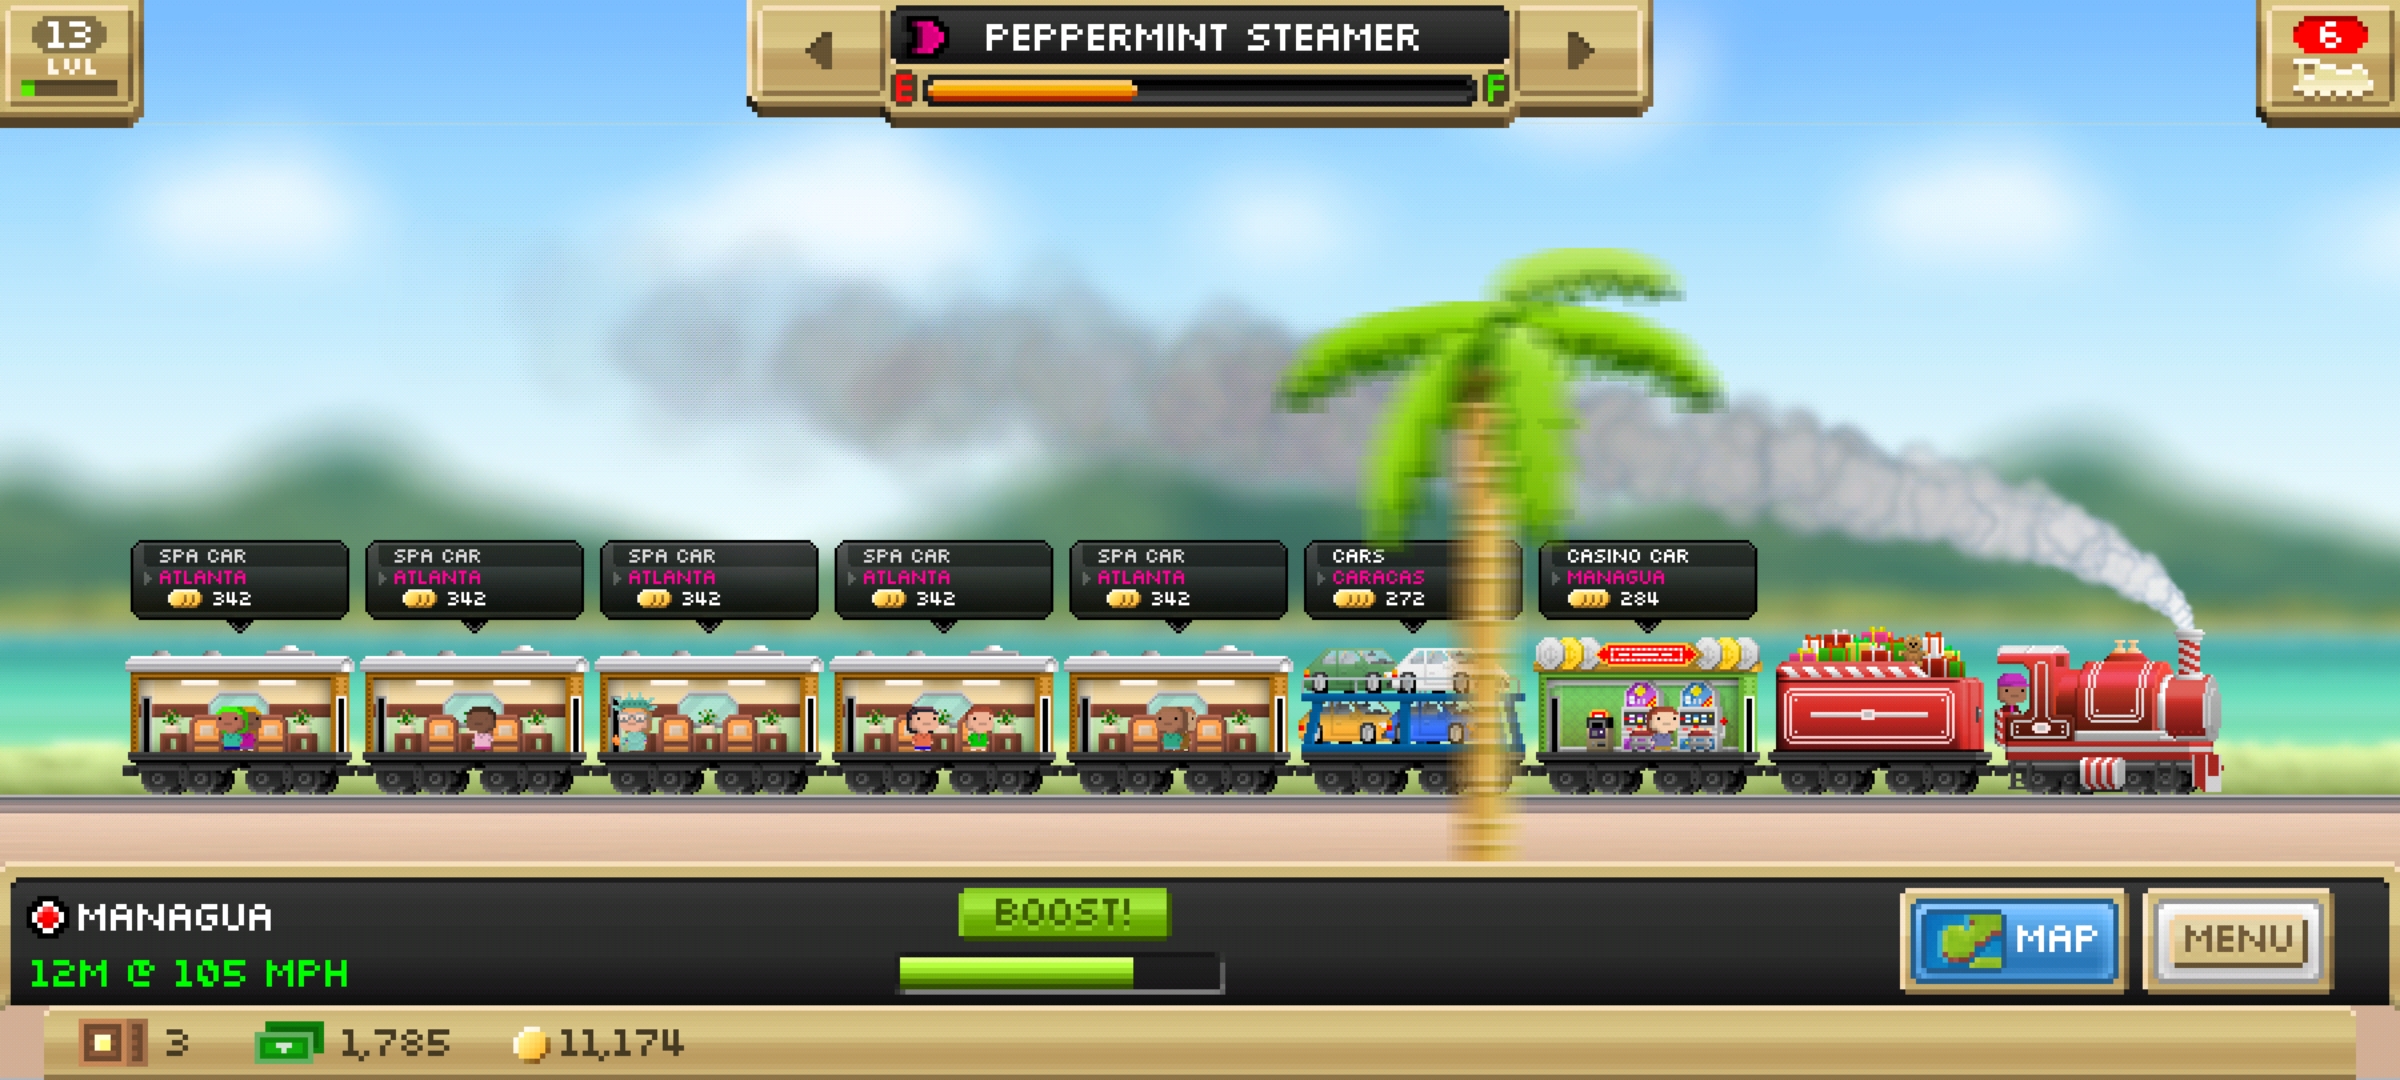 13
LVL
PEPPERMINT STEAMER
E F
6
SPA CAR
ATLANTA
342
SPA CAR
ATLANTA
342
SPA CAR
ATLANTA
342
SPA CAR
ATLANTA
342
SPA CAR
ATLANTA
342
CARS
CARACAS
272
CASINO CAR
MANAGUA
284
MANAGUA
12M @ 105 MPH
BOOST!
MAP
MENU
3
1,785
11,174